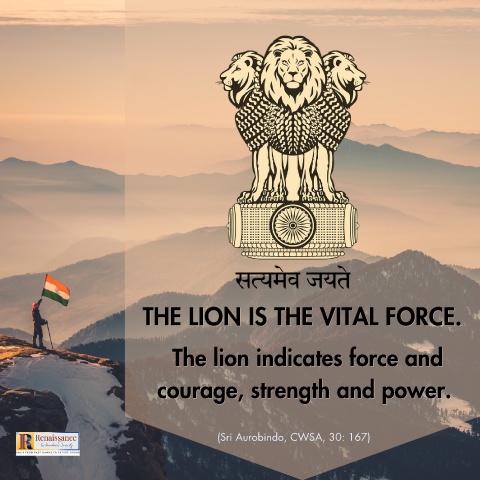 सत्यमेव जयते
THE LION IS THE VITAL FORCE.
The lion indicates force and
courage, strength and power.
(Sri Aurobindo, CWSA, 30: 167)
Renaissance